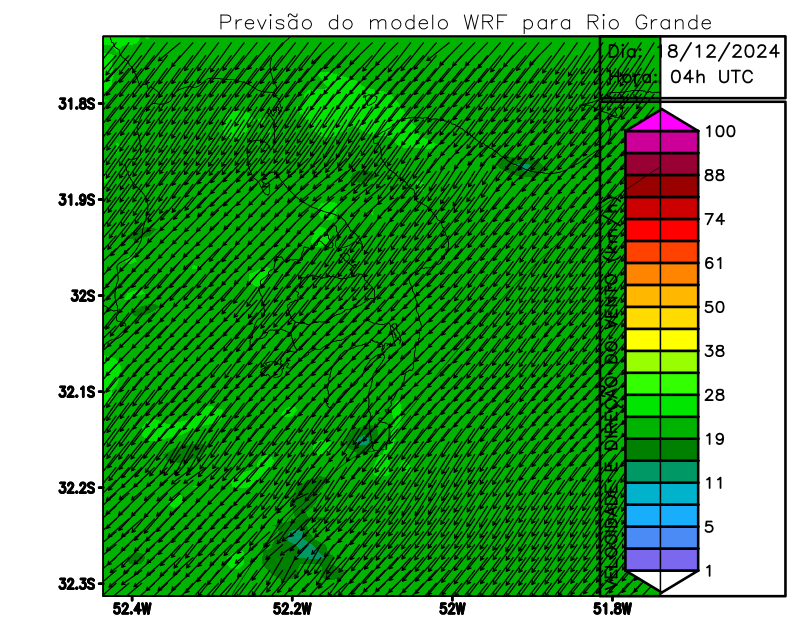 Previsão do modelo WRF para Rio Grande
Dia: 18/12/2024
Hora: 04h UTC
31.8S
31.9S
32S
32.1S
32.2S
32.3S
52.4W
52.2W
52W
51.8W
VELOCIDADE E DIREÇÃO DO VENTO (km/h)
100
88
74
61
50
38
28
19
11
5
1